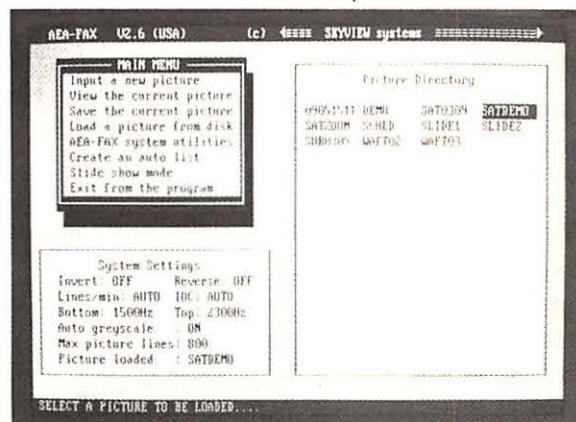 AEA-FAX V2.6 (USA) (c) SKYVIEW systems
MAIN MENU
Input a new picture
View the current picture
Save the current picture
Load a picture from disk
AEA-FAX system utilities
Create an auto list
Slide show mode
Exit from the program
Picture Directory
09051511 DEMO SAT0309 SATDEMO
SATZOOM SCHED SLIDE1 SLIDE2
WAFTO2 WAFTO3
System Settings
Invert: OFF Reverse: OFF
Lines/min: AUTO IOC: AUTO
Bottom: 1500Hz Top: 2300Hz
Auto greyscale : ON
Max picture lines: 800
Picture loaded : SATDEMO
SELECT A PICTURE TO BE LOADED....